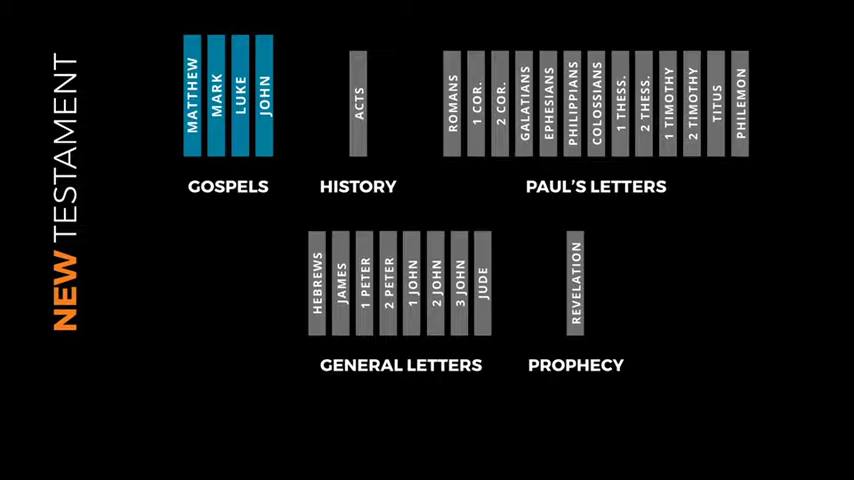 NEW TESTAMENT
MATTHEW
MARK
LUKE
JOHN
GOSPELS
ACTS
HISTORY
ROMANS
1 COR.
2 COR.
GALATIANS
EPHESIANS
PHILIPPIANS
COLOSSIANS
1 THESS.
2 THESS.
1 TIMOTHY
2 TIMOTHY
TITUS
PHILEMON
PAUL'S LETTERS
HEBREWS
JAMES
1 PETER
2 PETER
1 JOHN
2 JOHN
3 JOHN
JUDE
GENERAL LETTERS
REVELATION
PROPHECY